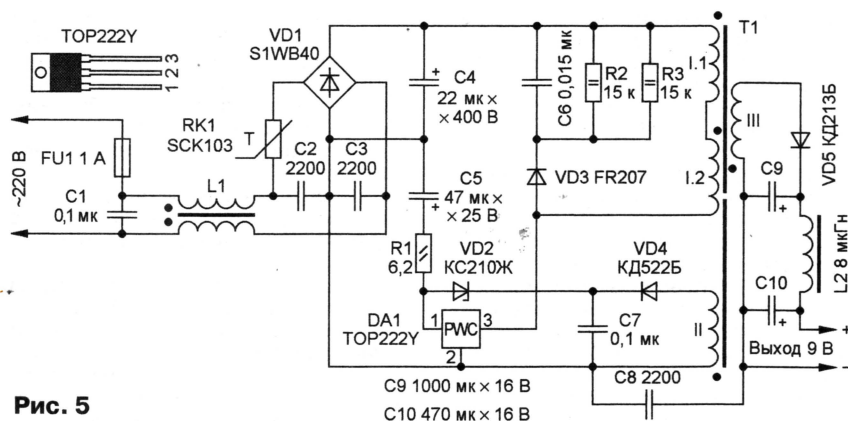 TOP222Y
3
2
1
VD1
S1WB40
T1
I.1
C4
22 мк×
×400 В
C6 0,015 мк
R2
15 к
R3
15 к
RK1
SCK103
T
III
VD5 КД213Б
~220 В
FU1 1 А
C2
2200
C3
2200
C5
47 мк×
×25 В
VD3 FR207
I.2
C9
C1
0,1 мк
L1
R1
6,2
VD2
КС210Ж
VD4
КД522Б
L2 8 мкГн
C10
DA1
TOP222Y
1
PWC
3
2
C7
0,1 мк
II
+
Выход 9 В
–
C9 1000 мк×16 В
C8 2200
C10 470 мк×16 В
Рис. 5